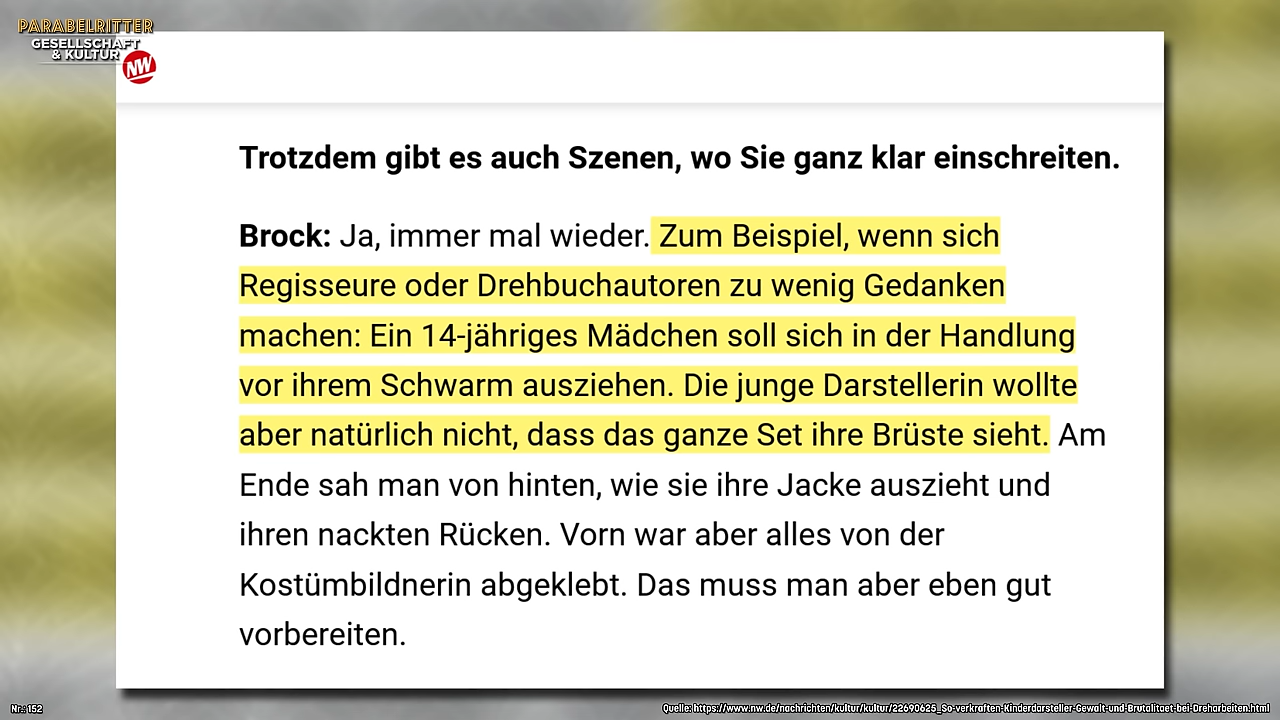 PARABELRITTER
GESELLSCHAFT
& KULTUR
NW
Trotzdem gibt es auch Szenen, wo Sie ganz klar einschreiten.
Brock: Ja, immer mal wieder. Zum Beispiel, wenn sich
Regisseure oder Drehbuchautoren zu wenig Gedanken
machen: Ein 14-jähriges Mädchen soll sich in der Handlung
vor ihrem Schwarm ausziehen. Die junge Darstellerin wollte
aber natürlich nicht, dass das ganze Set ihre Brüste sieht. Am
Ende sah man von hinten, wie sie ihre Jacke auszieht und
ihren nackten Rücken. Vorn war aber alles von der
Kostümbildnerin abgeklebt. Das muss man aber eben gut
vorbereiten.
Nr.: 152
Quelle: https://www.nw.de/nachrichten/kultur/kultur/22690625_So-verkraften-Kinderdarsteller-Gewalt-und-Brutalitaet-bei-Dreharbeiten.html